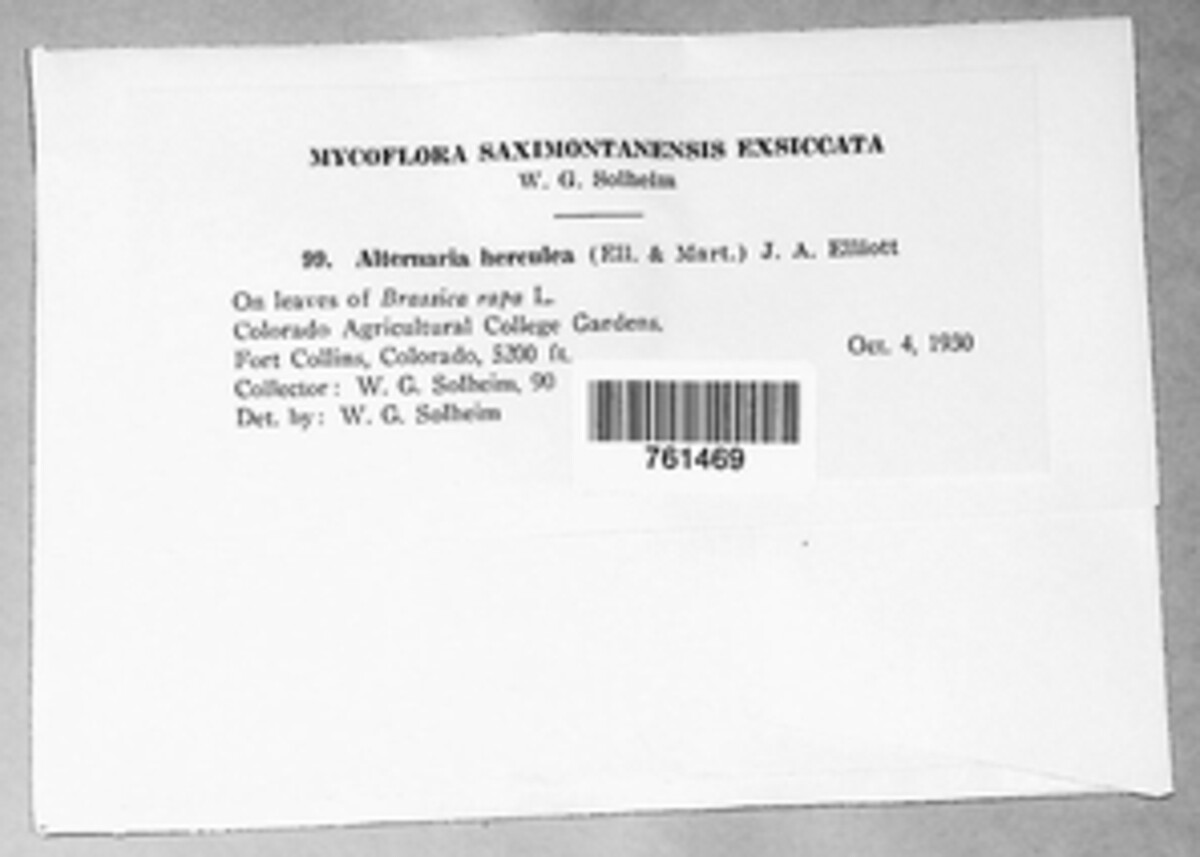 MYCOFLORA SAXIMONTANENSIS EXSICCATA
W. G. Solheim
99. Alternaria herculea (Ell. & Mart.) J. A. Elliott
On leaves of Brassica rapa L.
Colorado Agricultural College Gardens,
Fort Collins, Colorado, 5200 ft. Oct. 4, 1930
Collector: W. G. Solheim, 90
Det. by: W. G. Solheim
761469